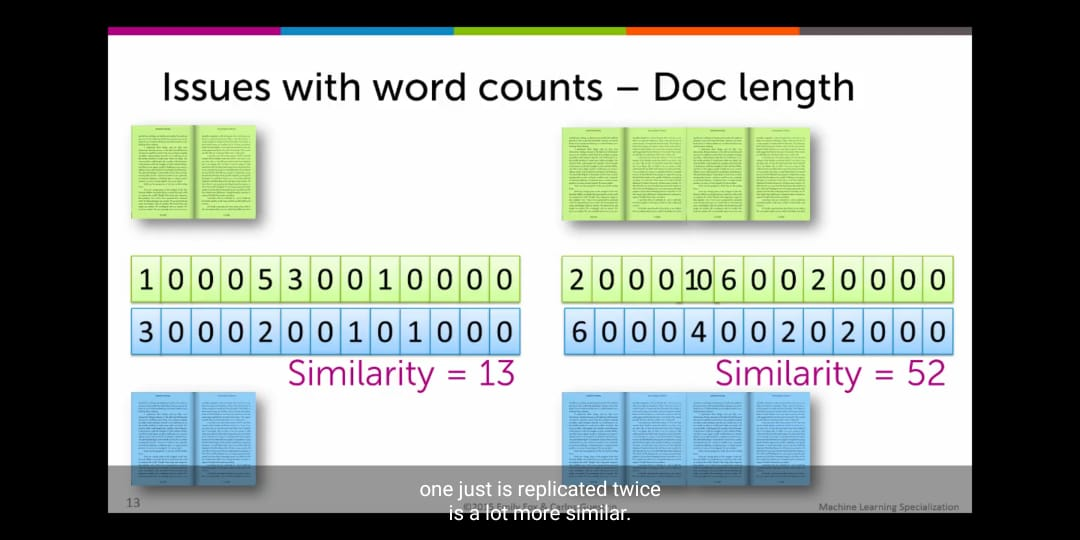 Issues with word counts – Doc length
1 0 0 0 5 3 0 0 1 0 0 0 0
2 0 0 0 10 6 0 0 2 0 0 0 0
3 0 0 0 2 0 0 1 0 1 0 0 0
6 0 0 0 4 0 0 2 0 2 0 0 0
Similarity = 13
Similarity = 52
one just is replicated twice
is a lot more similar.
13
Machine Learning Specialization